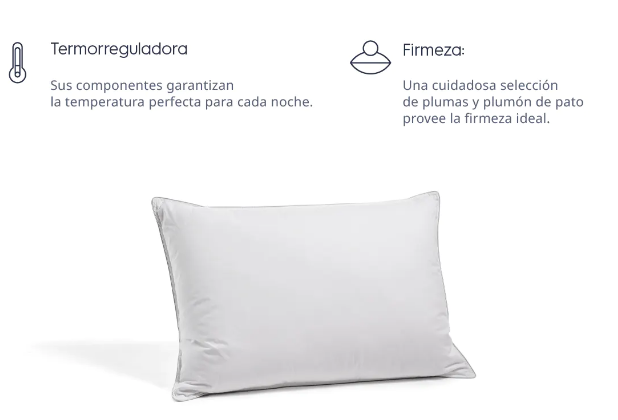 Termorreguladora
Sus componentes garantizan
la temperatura perfecta para cada noche.
Firmeza:
Una cuidadosa selección
de plumas y plumón de pato
provee la firmeza ideal.